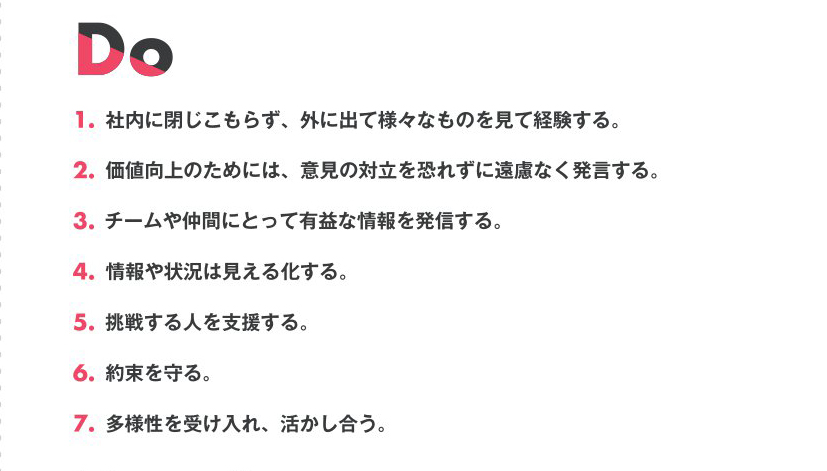 Do
1. 社内に閉じこもらず、外に出て様々なものを見て経験する。
2. 価値向上のためには、意見の対立を恐れずに遠慮なく発言する。
3. チームや仲間にとって有益な情報を発信する。
4. 情報や状況は見える化する。
5. 挑戦する人を支援する。
6. 約束を守る。
7. 多様性を受け入れ、活かし合う。